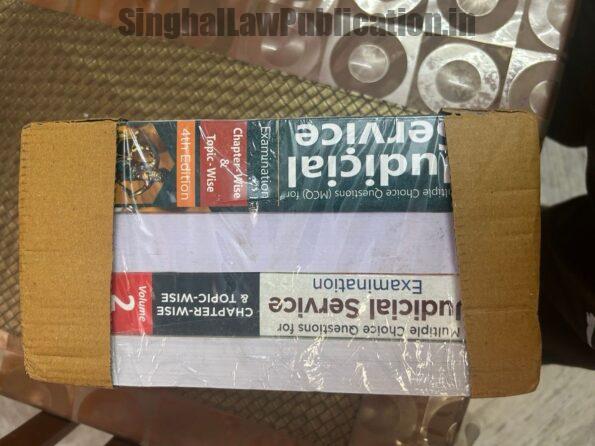 SinghalLawPublication.in
Multiple Choice Questions (MCQ) for
Judicial
Service
Examination
Chapter-Wise
&
Topic-Wise
4th Edition
Multiple Choice Questions for
Judicial Service
Examination
CHAPTER-WISE
& TOPIC-WISE
Volume
2